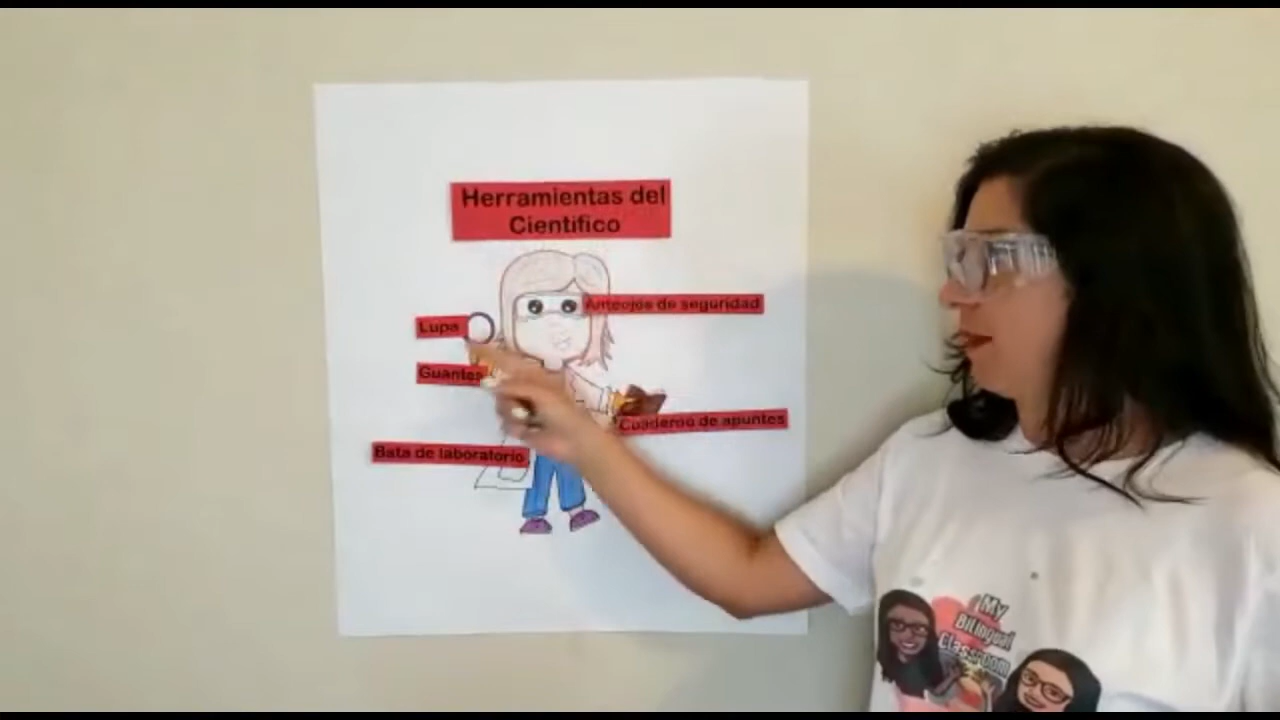 Herramientas del
Científico
Anteojos de seguridad
Lupa
Guantes
Cuaderno de apuntes
Bata de laboratorio
My
Bilingual
Classroom